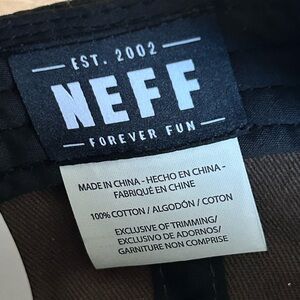 EST. 2002
NEFF
FOREVER FUN
MADE IN CHINA - HECHO EN CHINA -
FABRIQUÉ EN CHINE
100% COTTON / ALGODÓN / COTON
EXCLUSIVE OF TRIMMING/
EXCLUSIVO DE ADORNOS/
GARNITURE NON COMPRISE